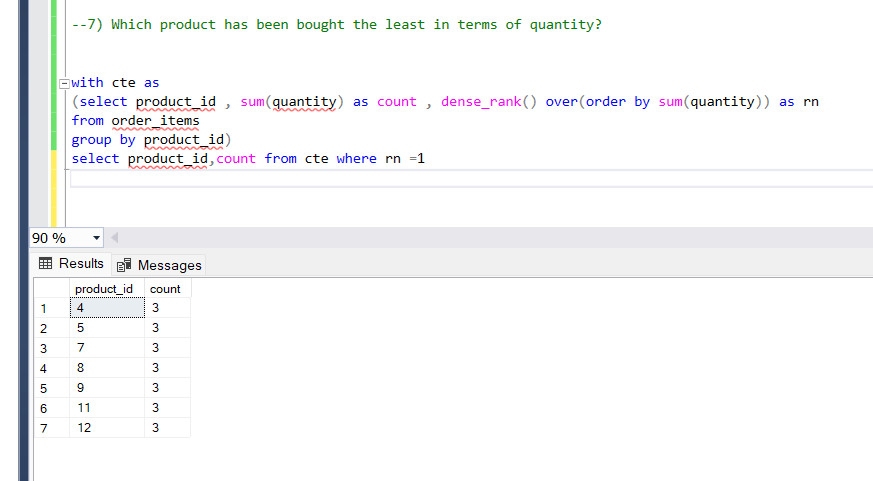 --7) Which product has been bought the least in terms of quantity?
with cte as
(select product_id , sum(quantity) as count , dense_rank() over(order by sum(quantity)) as rn
from order_items
group by product_id)
select product_id,count from cte where rn =1
90 %
Results Messages
product_id count
1 4 3
2 5 3
3 7 3
4 8 3
5 9 3
6 11 3
7 12 3